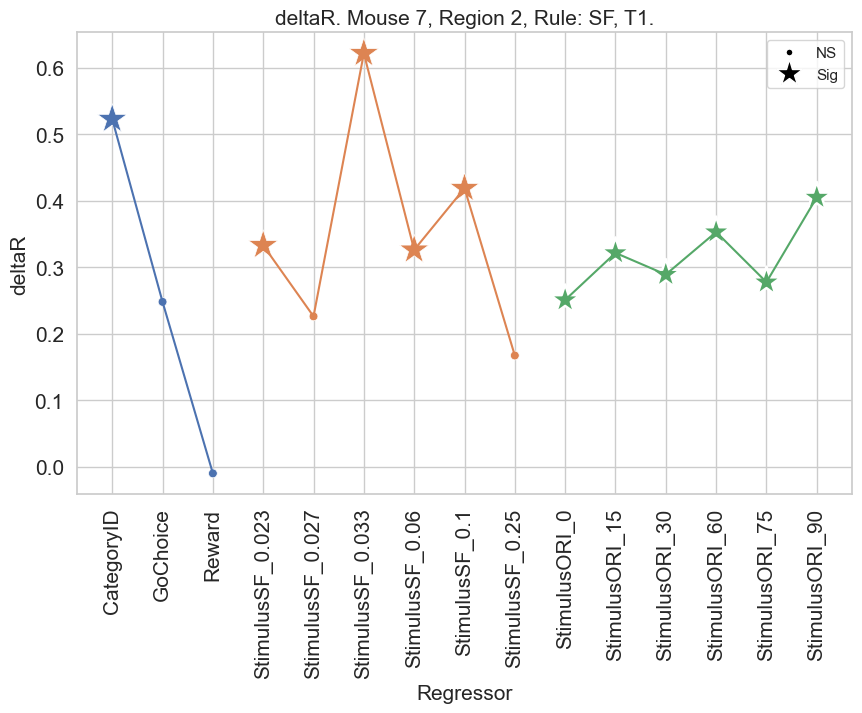 deltaR. Mouse 7, Region 2, Rule: SF, T1.
NS
Sig
deltaR
0.6
0.5
0.4
0.3
0.2
0.1
0.0
CategoryID
GoChoice
Reward
StimulusSF_0.023
StimulusSF_0.027
StimulusSF_0.033
StimulusSF_0.06
StimulusSF_0.1
StimulusSF_0.25
StimulusORI_0
StimulusORI_15
StimulusORI_30
StimulusORI_60
StimulusORI_75
StimulusORI_90
Regressor